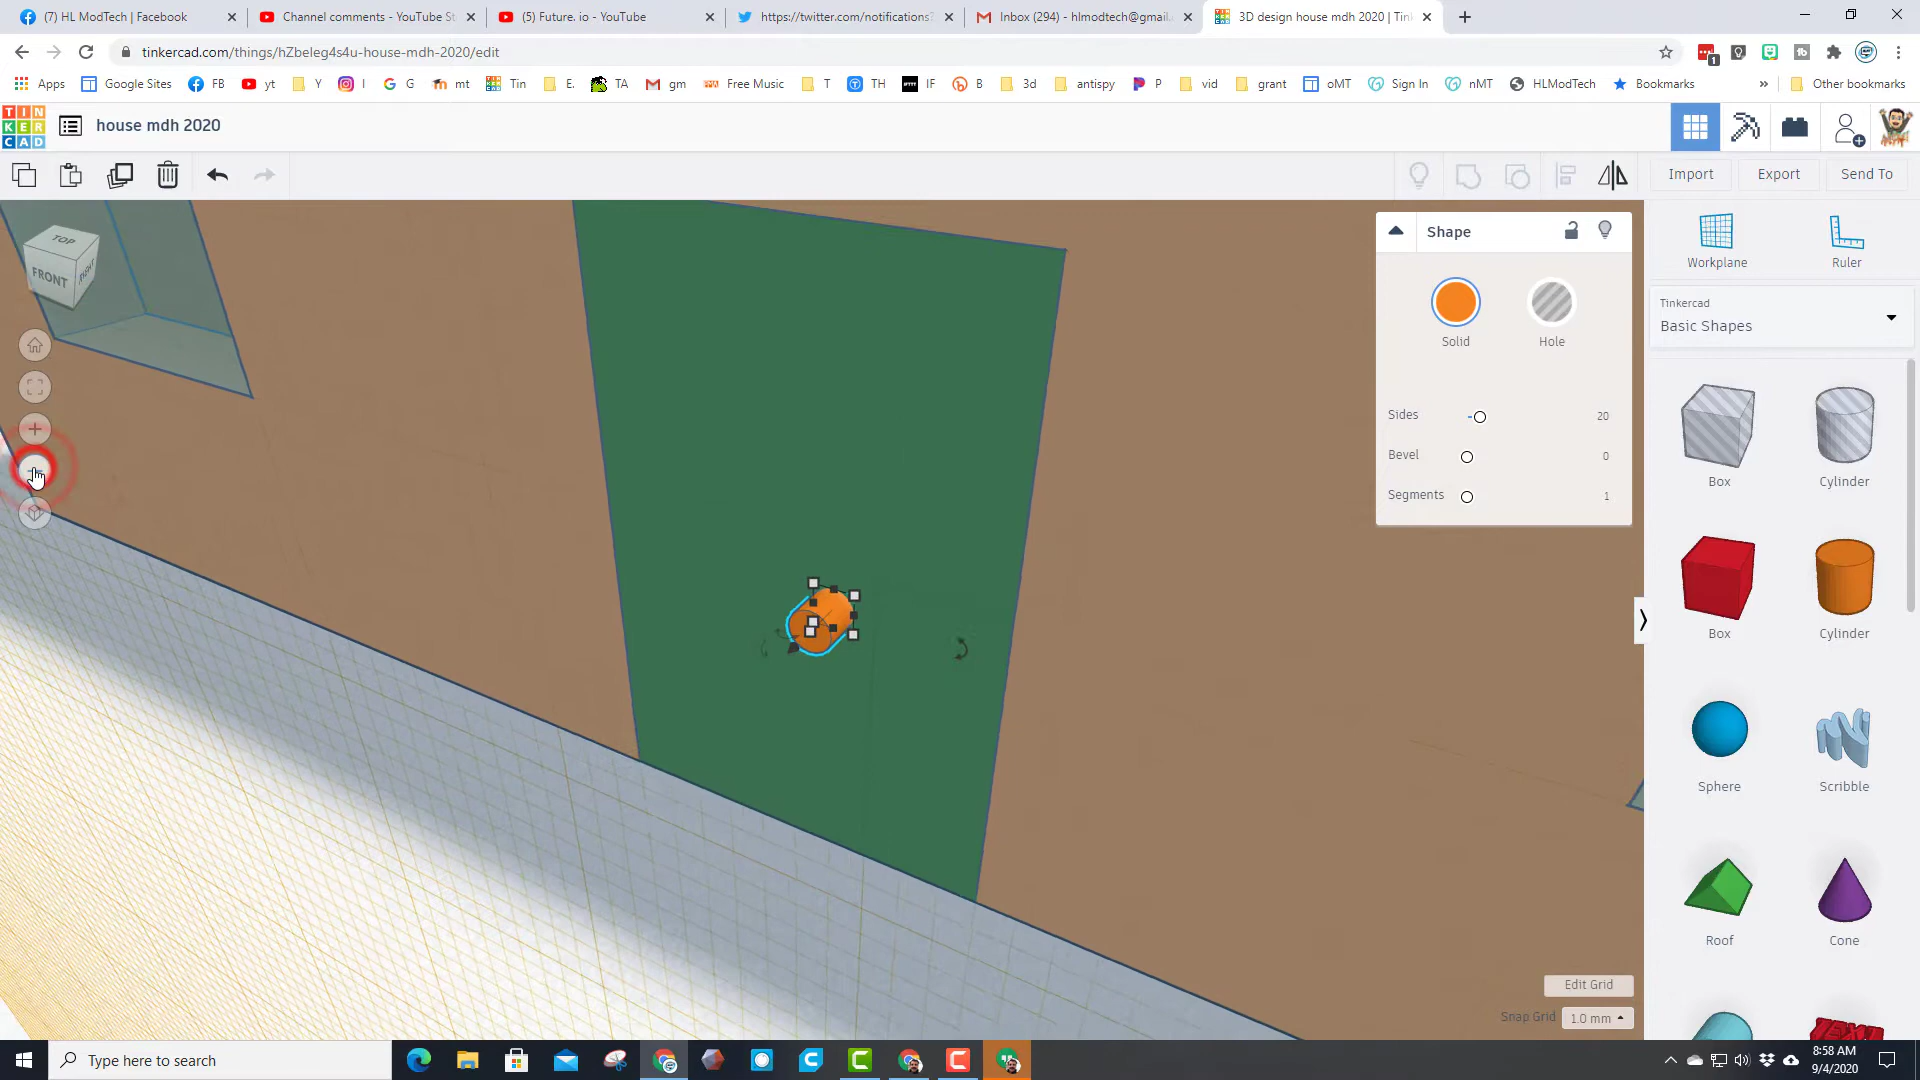 (7) HL ModTech | Facebook
Channel comments - YouTube St
(5) Future. io - YouTube
https://twitter.com/notifications?
Inbox (294) - hlmodtech@gmail.
3D design house mdh 2020 | Tin
tinkercad.com/things/hZbeleg4s4u-house-mdh-2020/edit
Apps
Google Sites
FB
yt
Y
I
G
mt
Tin
E.
TA
gm
Free Music
T
TH
IF
B
3d
antispy
P
vid
grant
oMT
Sign In
nMT
HLModTech
Bookmarks
»
Other bookmarks
TIN
KER
CAD
house mdh 2020
Import
Export
Send To
TOP
FRONT
RIGHT
Shape
Solid
Hole
Sides
20
Bevel
0
Segments
1
Workplane
Ruler
Tinkercad
Basic Shapes
Box
Cylinder
Box
Cylinder
Sphere
Scribble
Roof
Cone
TEXT
Edit Grid
Snap Grid
1.0 mm
Type here to search
8:58 AM
9/4/2020